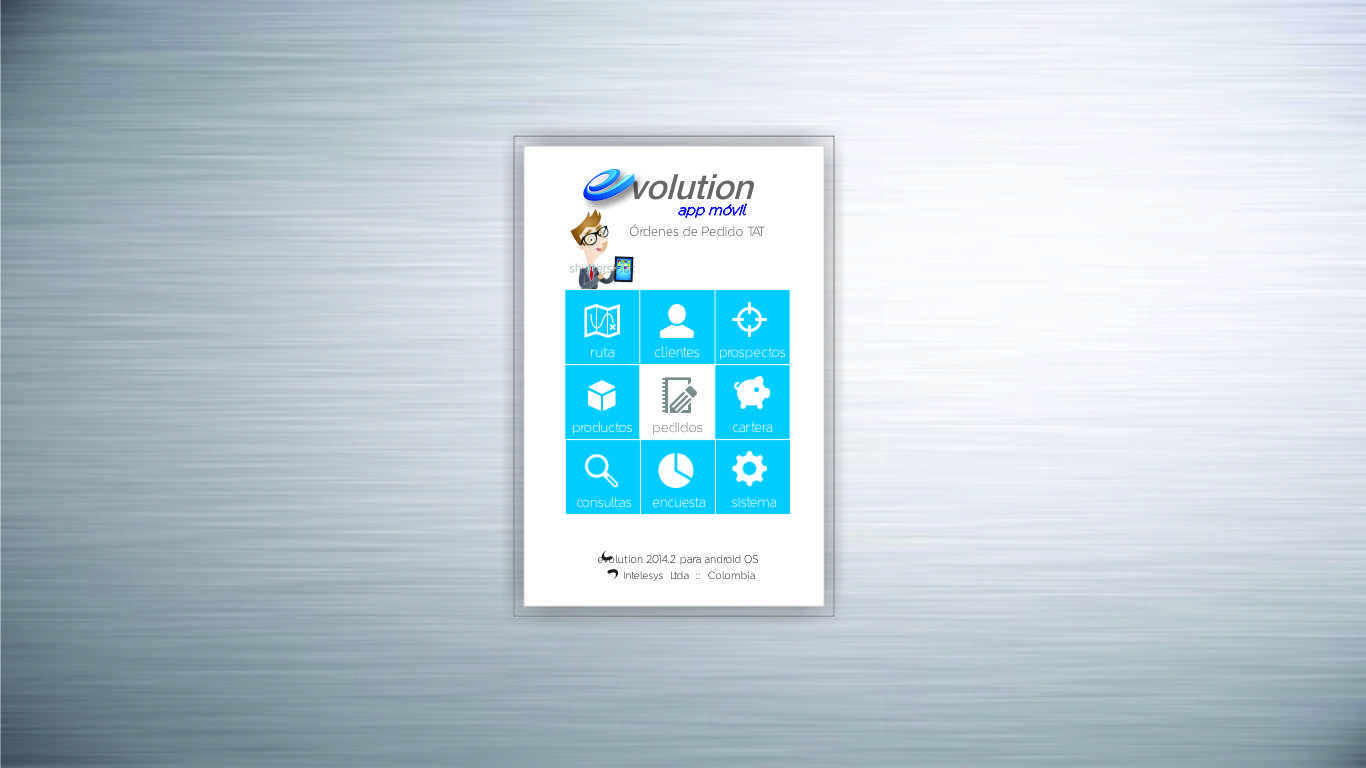 evolution
app móvil
Órdenes de Pedido TAT
shutterstock
ruta clientes prospectos
productos pedidos cartera
consultas encuesta sistema
evolution 2014.2 para android OS
Intelesys Ltda :: Colombia